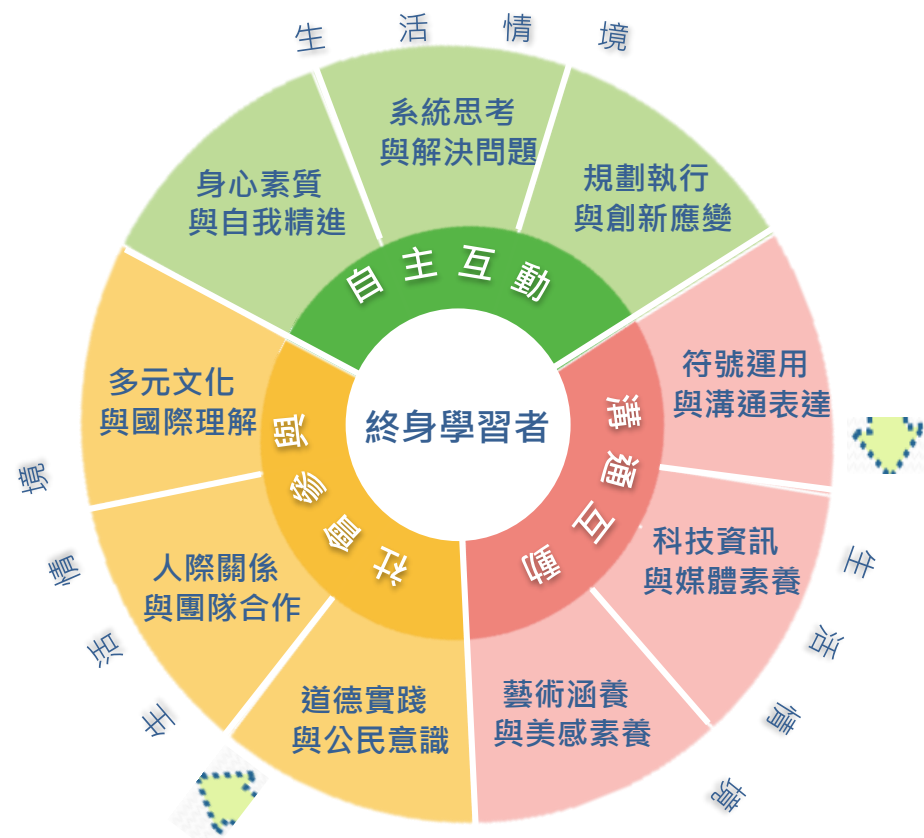 生活情境
系統思考
與解決問題
身心素質
與自我精進
規劃執行
與創新應變
自主互動
符號運用
與溝通表達
多元文化
與國際理解
終身學習者
溝通互動
社會參與
科技資訊
與媒體素養
人際關係
與團隊合作
藝術涵養
與美感素養
道德實踐
與公民意識
生活情境
生活情境